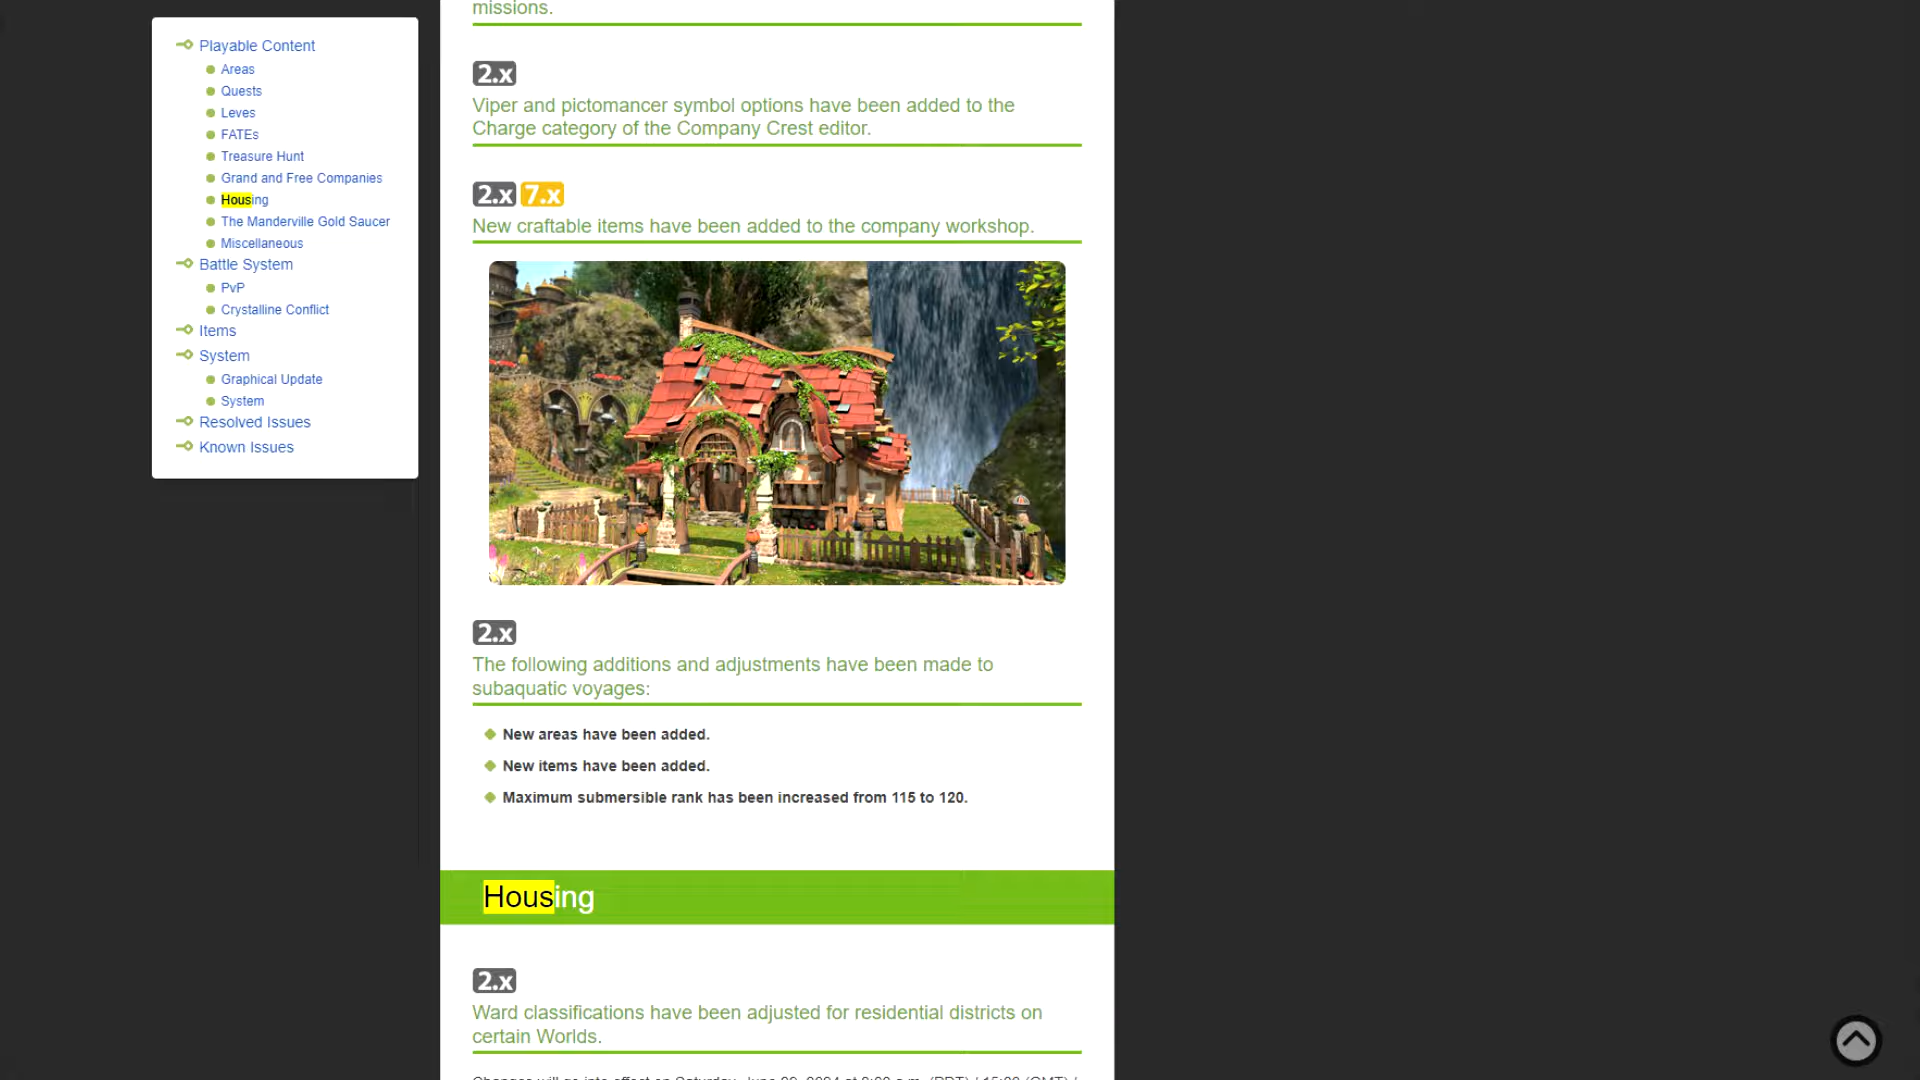 Playable Content
Areas
Quests
Leves
FATEs
Treasure Hunt
Grand and Free Companies
Housing
The Manderville Gold Saucer
Miscellaneous
Battle System
PvP
Crystalline Conflict
Items
System
Graphical Update
System
Resolved Issues
Known Issues
missions.
2.x
Viper and pictomancer symbol options have been added to the
Charge category of the Company Crest editor.
2.x 7.x
New craftable items have been added to the company workshop.
2.x
The following additions and adjustments have been made to
subaquatic voyages:
New areas have been added.
New items have been added.
Maximum submersible rank has been increased from 115 to 120.
Housing
2.x
Ward classifications have been adjusted for residential districts on
certain Worlds.